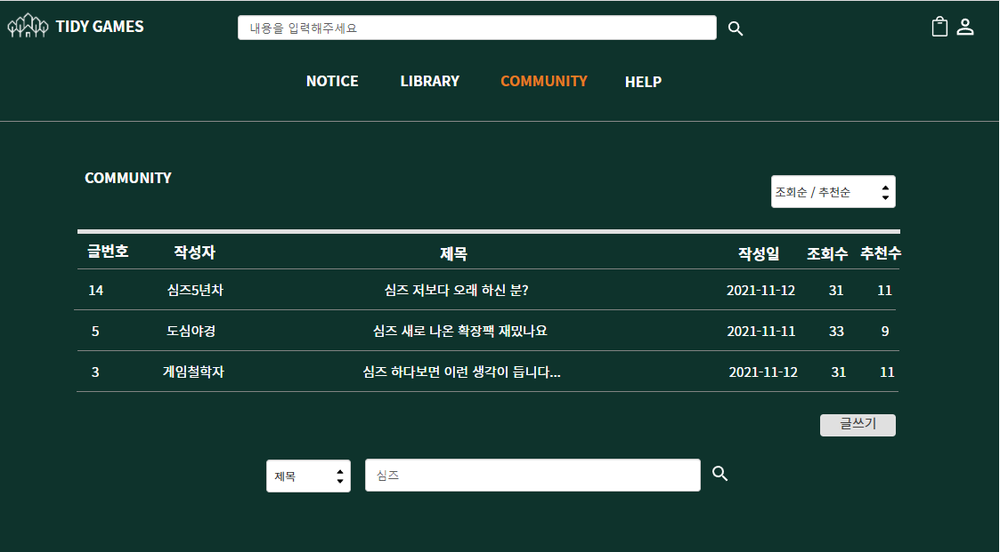 TIDY GAMES
내용을 입력해주세요
NOTICE LIBRARY COMMUNITY HELP
COMMUNITY
조회순 / 추천순
글번호 작성자 제목 작성일 조회수 추천수
14 심즈5년차 심즈 저보다 오래 하신 분? 2021-11-12 31 11
5 도심야경 심즈 새로 나온 확장팩 재밌나요 2021-11-11 33 9
3 게임철학자 심즈 하다보면 이런 생각이 듭니다... 2021-11-12 31 11
글쓰기
제목 심즈